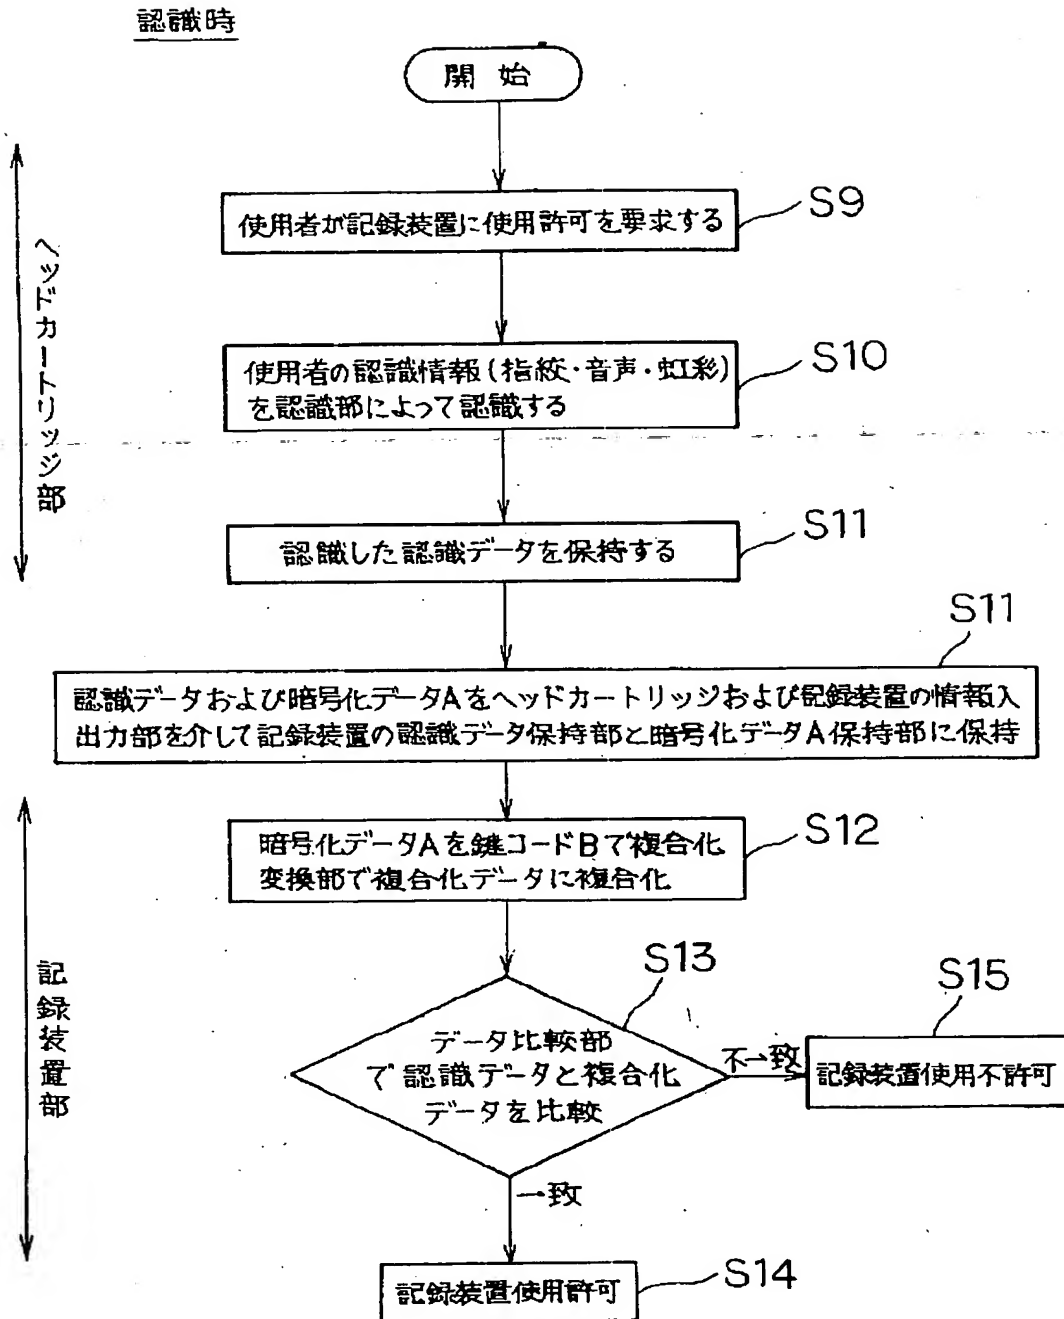 認識時
開始
S9
使用者が記録装置に使用許可を要求する
S10
使用者の認識情報(指紋・音声・虹彩)
を認識部によって認識する
ヘッドカートリッジ部
S11
認識した認識データを保持する
S11
認識データおよび暗号化データAをヘッドカートリッジおよび記録装置の情報入
出力部を介して記録装置の認識データ保持部と暗号化データA保持部に保持
S12
暗号化データAを鍵コードBで複合化
変換部で複合化データに複合化
記録装置部
S13
データ比較部
で認識データと複合化
データを比較
不一致
S15
記録装置使用不許可
一致
S14
記録装置使用許可